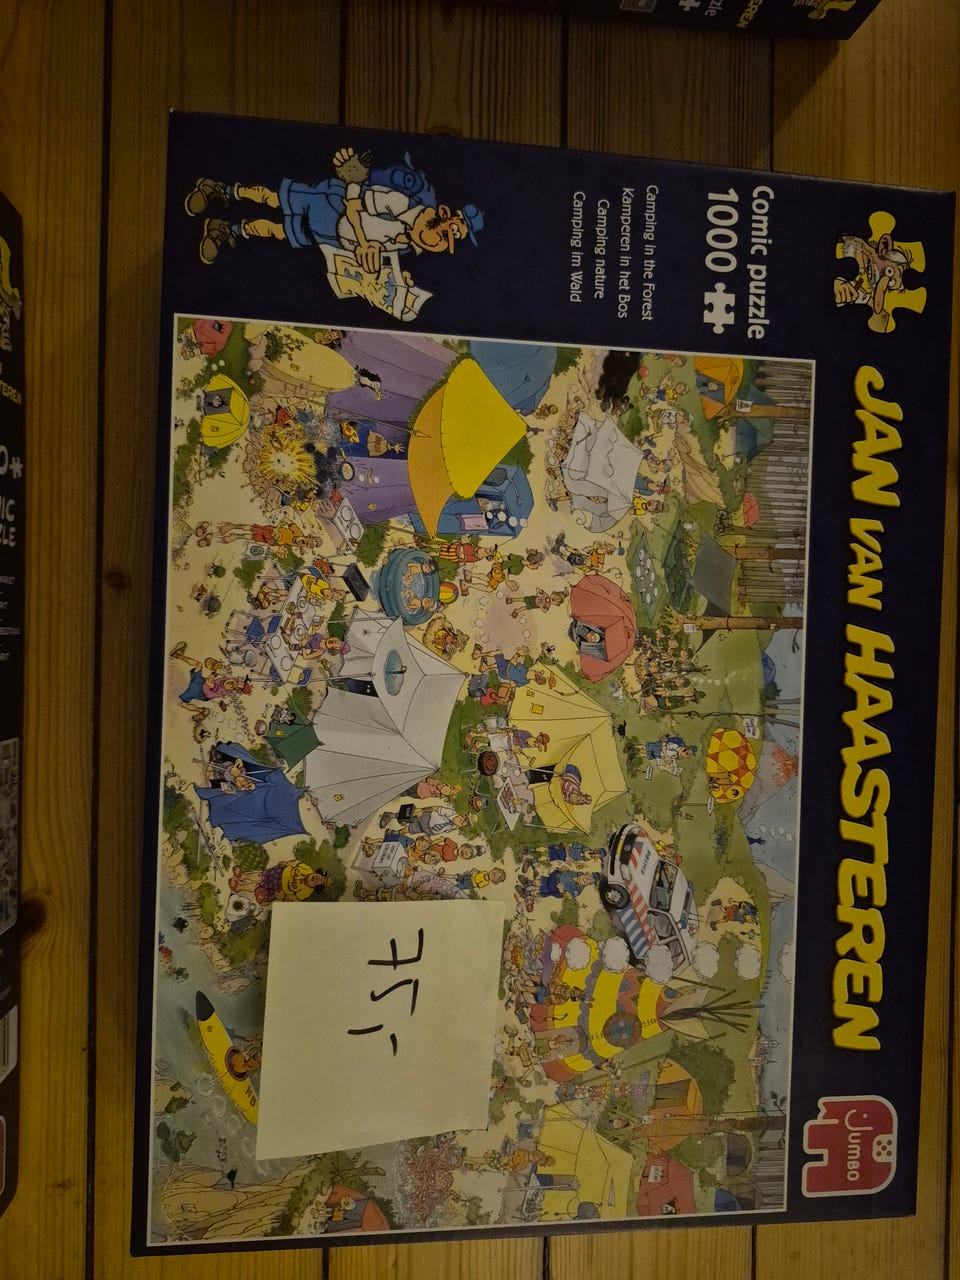 Comic puzzle
1000
Camping in the Forest
Kamperen in het Bos
Camping nature
Camping im Wald
JAN VAN HAASTEREN
Jumbo
75,-